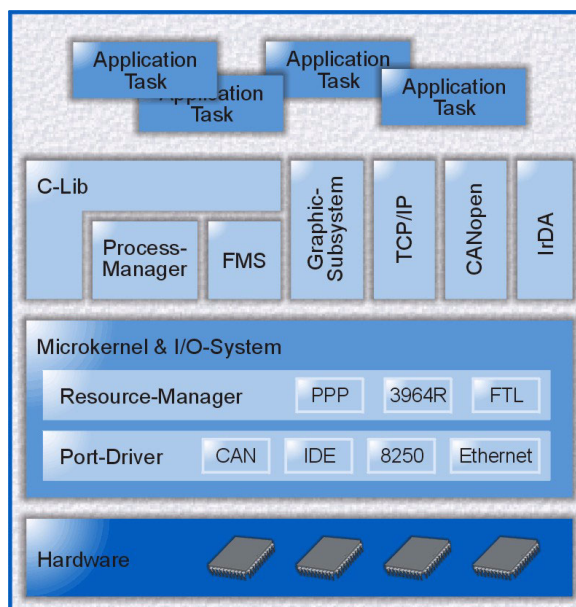 Application
Task
Application
Task
Application
Task
Application
Task
C-Lib
Process-
Manager
FMS
Graphic-
Subsystem
TCP/IP
CANopen
IrDA
Microkernel & I/O-System
Resource-Manager
PPP
3964R
FTL
Port-Driver
CAN
IDE
8250
Ethernet
Hardware